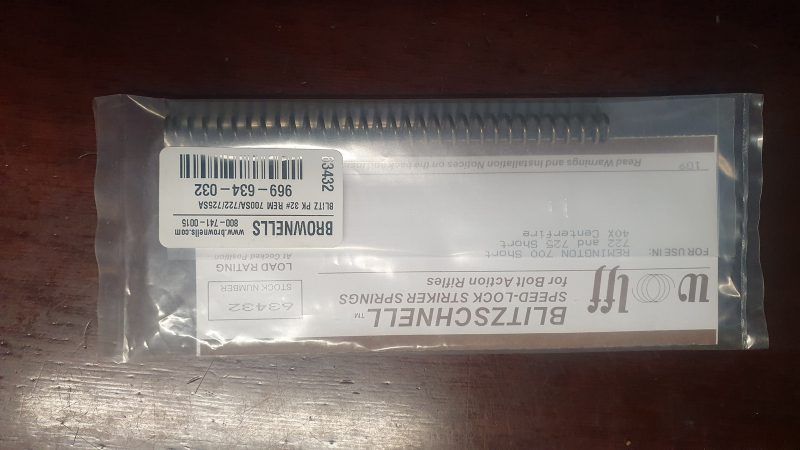 Wolff
BLITZSCHNELL™
SPEED-LOCK STRIKER SPRINGS
for Bolt Action Rifles
STOCK NUMBER
63432
FOR USE IN:
REMINGTON 700 Short
722 and 725 Short
40X Centerfire
LOAD RATING
At Cocked Position
Read Warnings and Installation Notices on the back and
BROWNELLS
www.brownells.com
800-741-0015
BLITZ PK 32# REM 700SA/722/725SA
969-634-032
63432